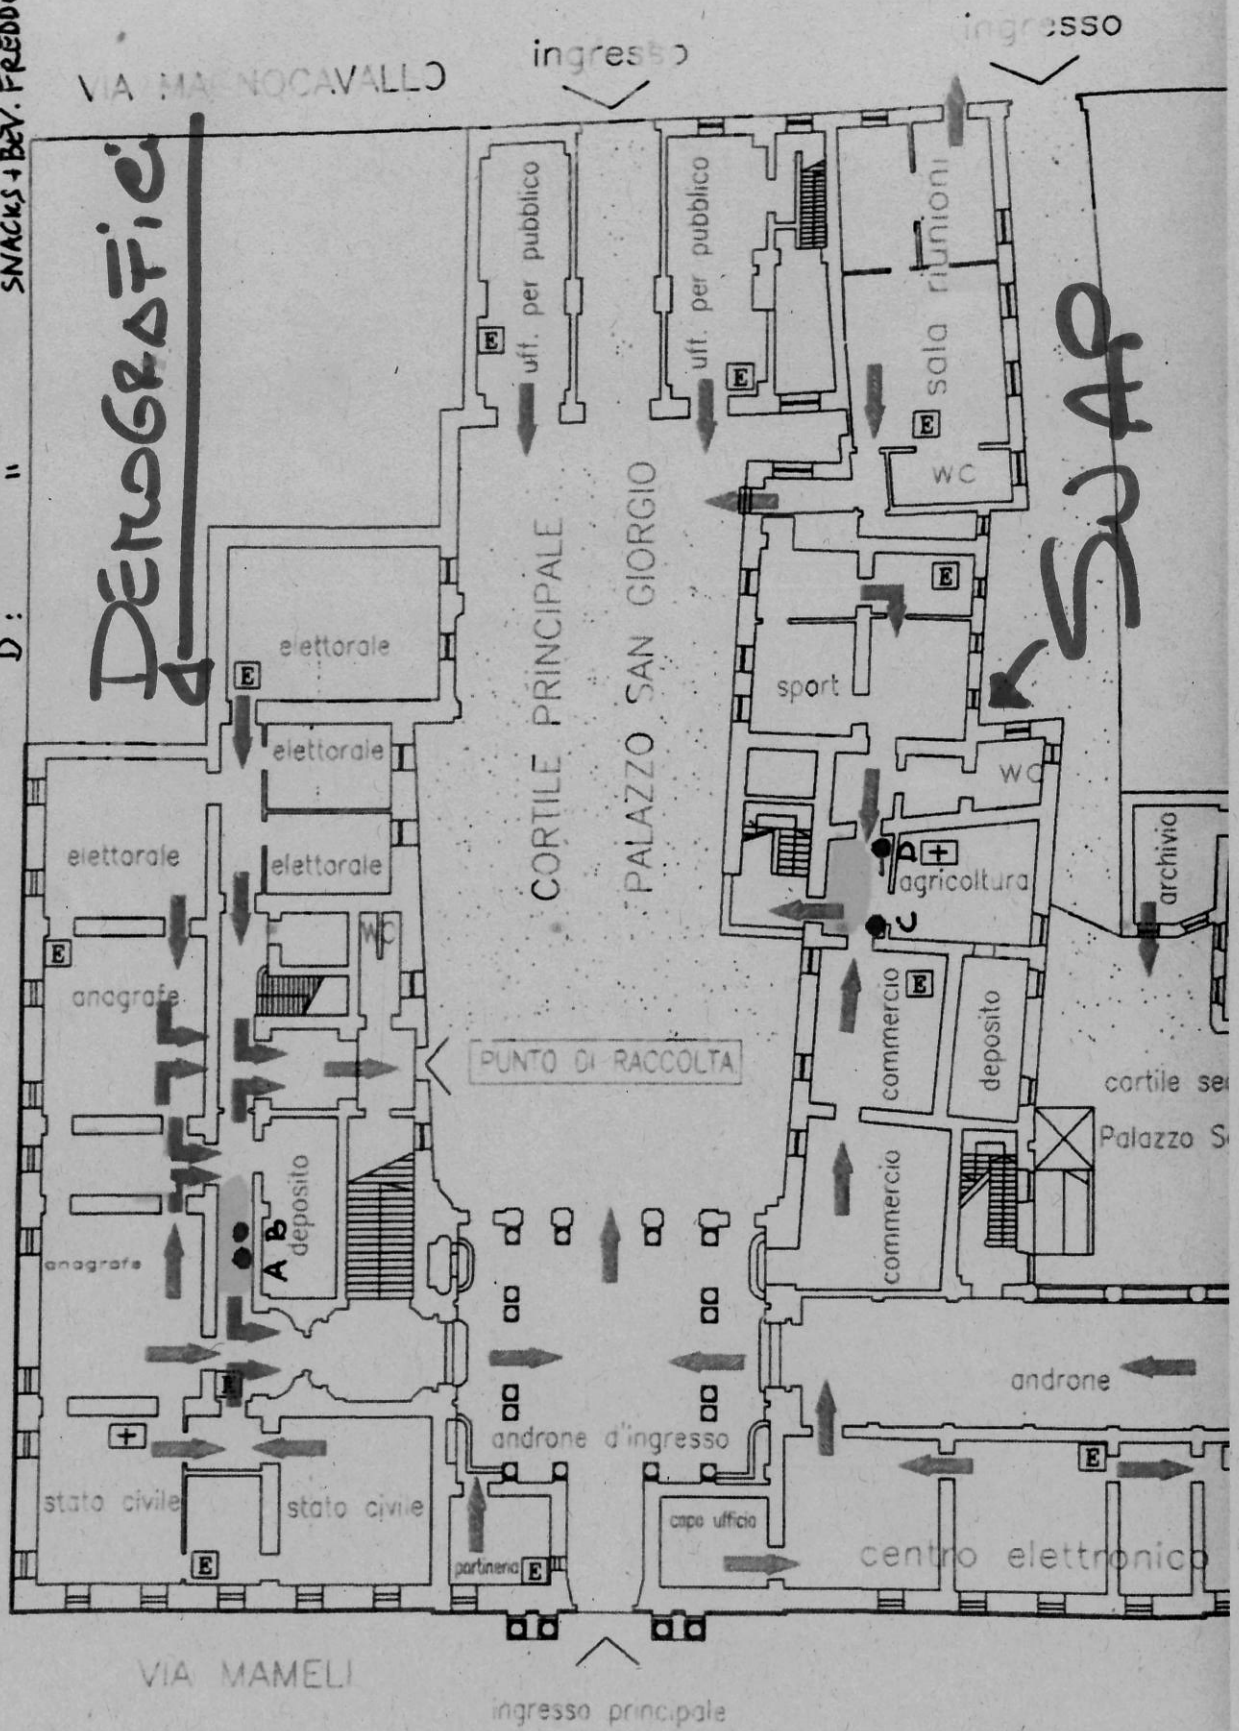 SNACKS + BEV. FREDDE
D: "
ingresso
ingresso
VIA MAGNOCAVALLO
DEMOGRAFICI
uff. per pubblico
uff. per pubblico
sala riunioni
SUAP
E
E
E
WC
CORTILE PRINCIPALE
PALAZZO SAN GIORGIO
E
elettorale
E
sport
elettorale
WC
elettorale
elettorale
D
agricoltura
archivio
WC
C
E
anagrafe
E
commercio
deposito
PUNTO DI RACCOLTA
cortile
Palazzo
deposito
commercio
A B
anagrafe
androne
androne d'ingresso
E
stato civile
stato civile
capo ufficio
portineria
E
E
centro elettronico
VIA MAMELI
ingresso principale